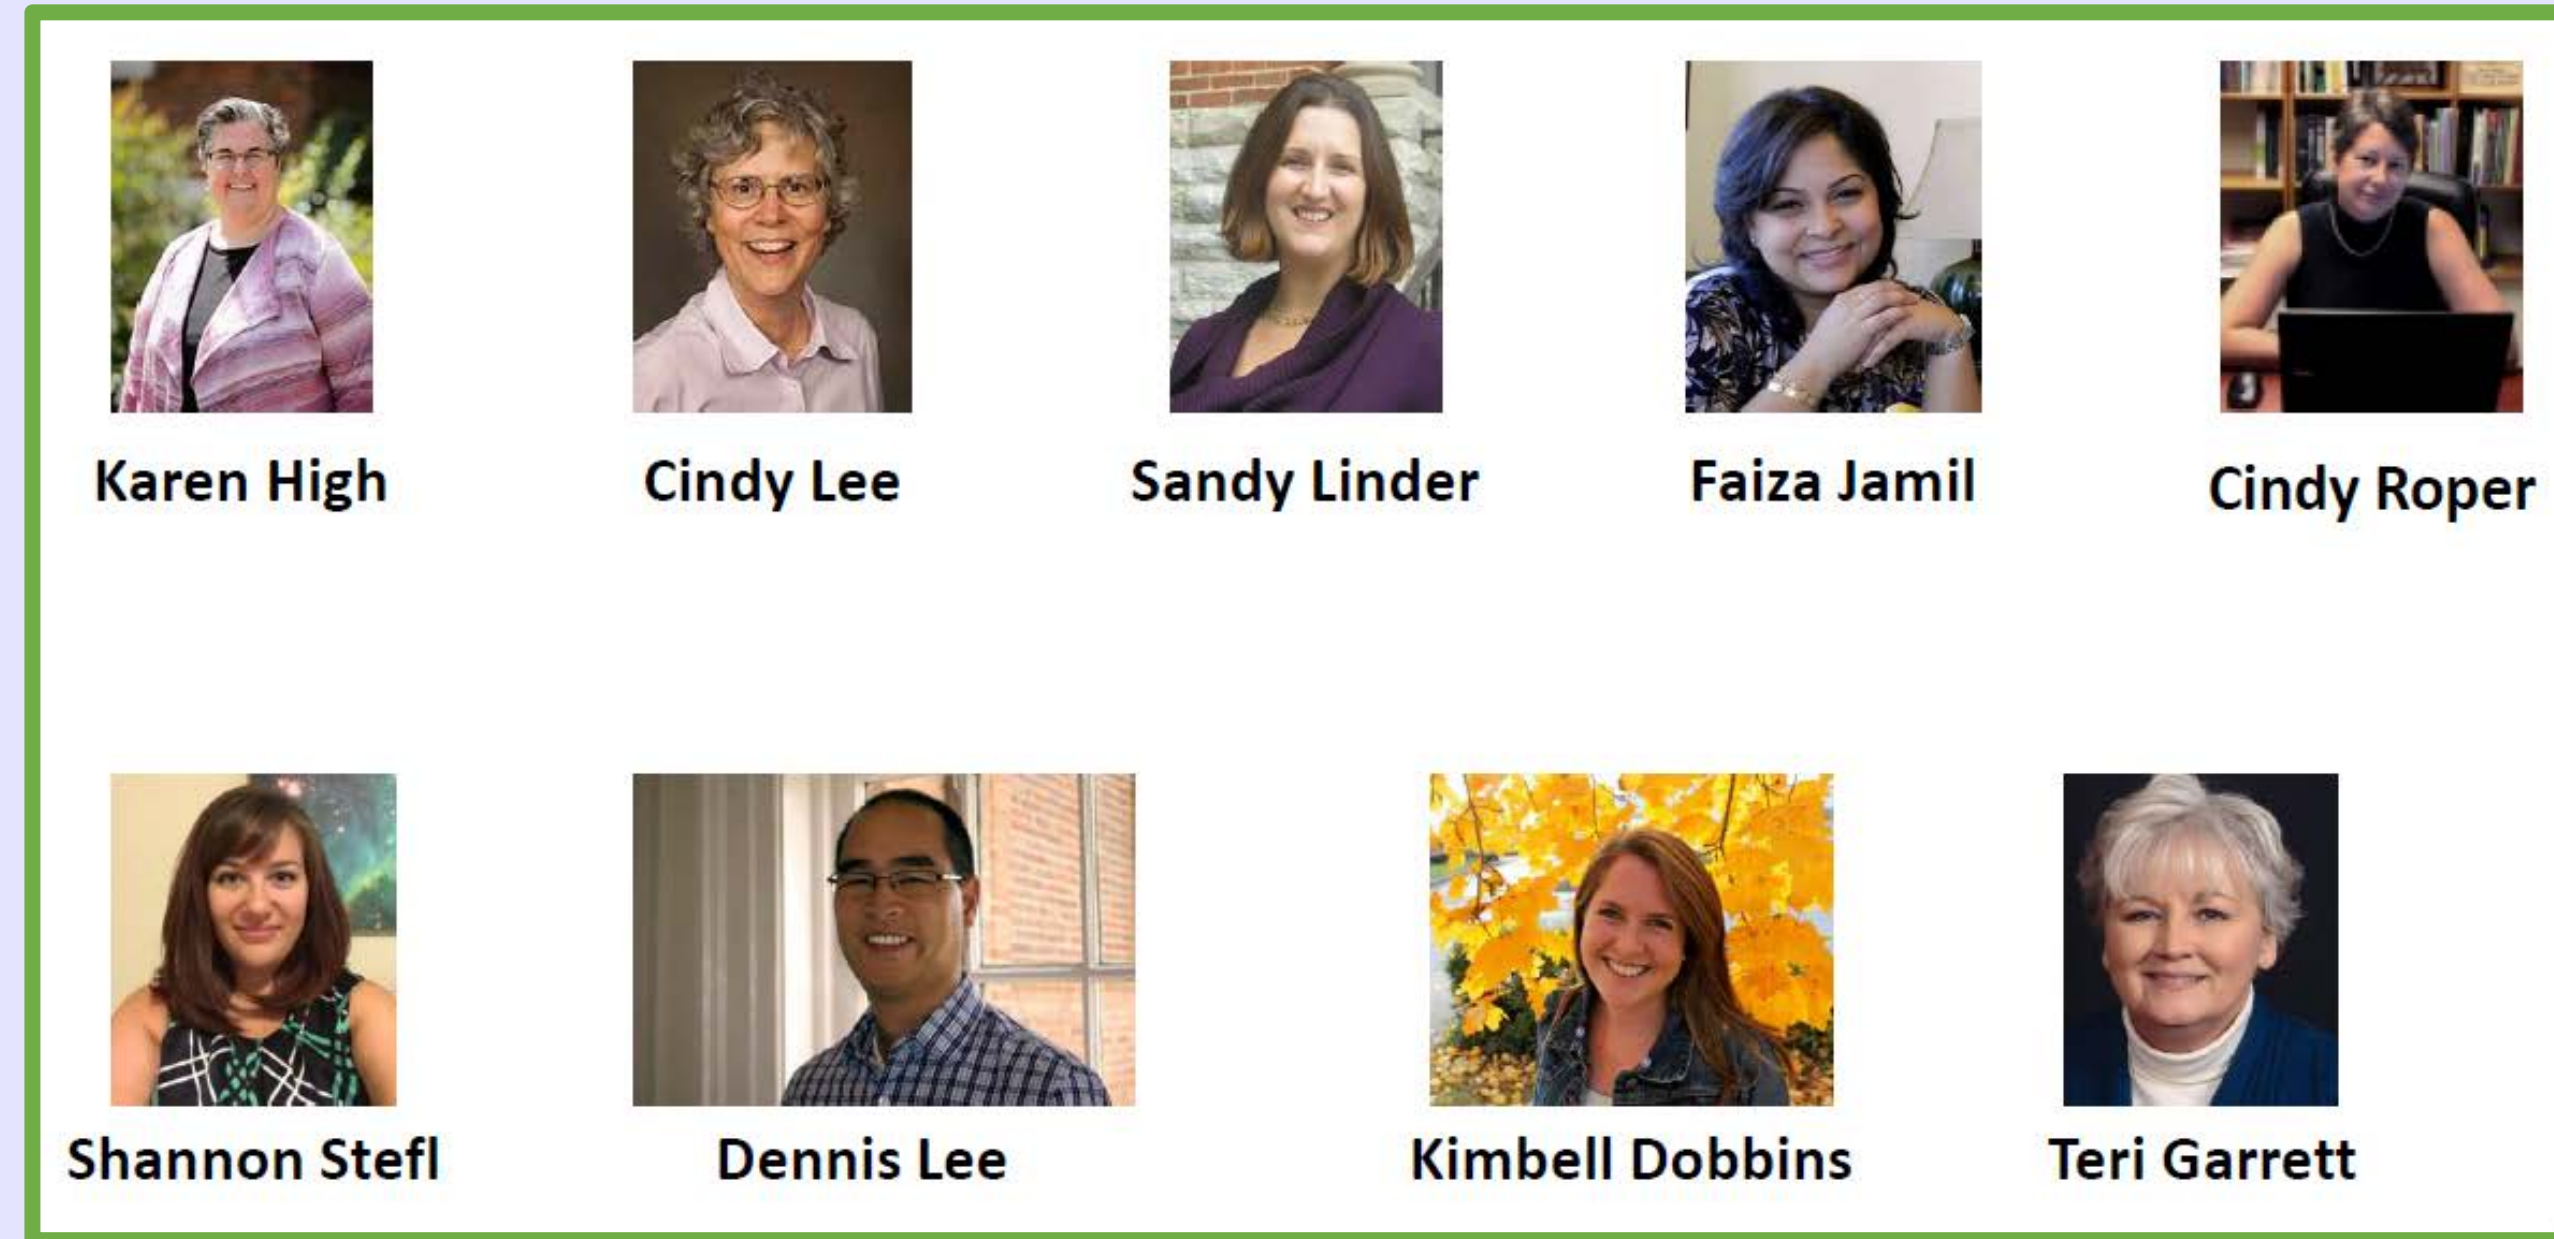 Karen High
Cindy Lee
Sandy Linder
Faiza Jamil
Cindy Roper
Shannon Stefl
Dennis Lee
Kimbell Dobbins
Teri Garrett